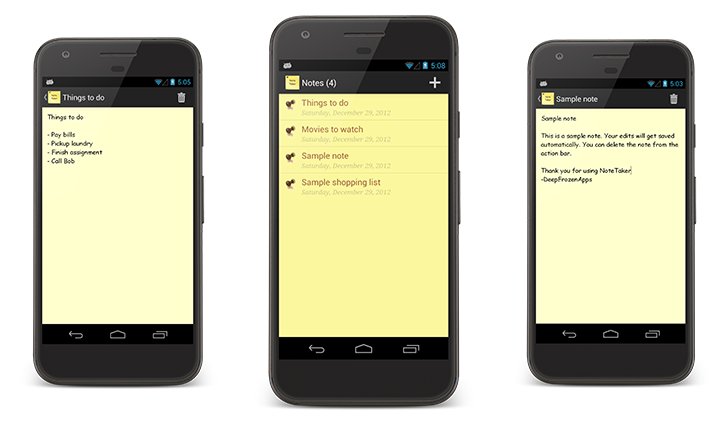 5:05
Things to do
Things to do
- Pay bills
- Pickup laundry
- Finish assignment
- Call Bob
5:08
Notes (4)
Things to do
Saturday, December 29, 2012
Movies to watch
Saturday, December 29, 2012
Sample note
Saturday, December 29, 2012
Sample shopping list
Saturday, December 29, 2012
5:03
Sample note
Sample note
This is a sample note. Your edits will get saved
automatically. You can delete the note from the
action bar.
Thank you for using NoteTaker
-DeepFrozenApps